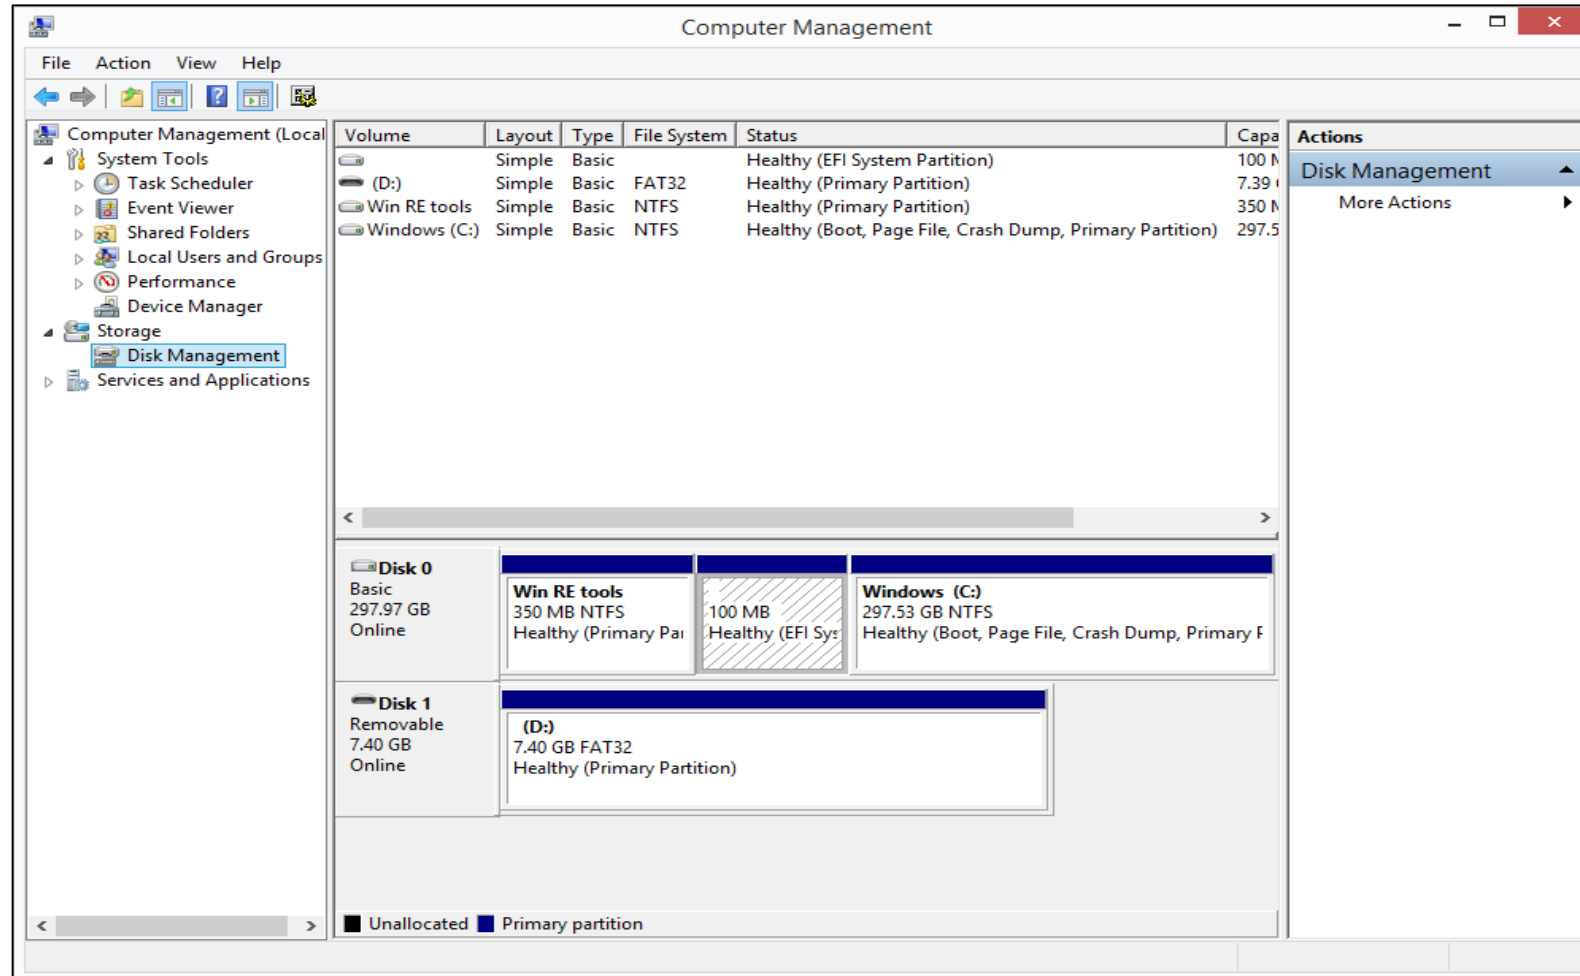 Computer Management
File Action View Help
Computer Management (Local
System Tools
Task Scheduler
Event Viewer
Shared Folders
Local Users and Groups
Performance
Device Manager
Storage
Disk Management
Services and Applications
Volume Layout Type File System Status Capa
Simple Basic Healthy (EFI System Partition) 100 M
(D:) Simple Basic FAT32 Healthy (Primary Partition) 7.39
Win RE tools Simple Basic NTFS Healthy (Primary Partition) 350 M
Windows (C:) Simple Basic NTFS Healthy (Boot, Page File, Crash Dump, Primary Partition) 297.5
Disk 0
Basic
297.97 GB
Online
Win RE tools
350 MB NTFS
Healthy (Primary Pa
100 MB
Healthy (EFI Sys
Windows (C:)
297.53 GB NTFS
Healthy (Boot, Page File, Crash Dump, Primary P
Disk 1
Removable
7.40 GB
Online
(D:)
7.40 GB FAT32
Healthy (Primary Partition)
Unallocated Primary partition
Actions
Disk Management
More Actions